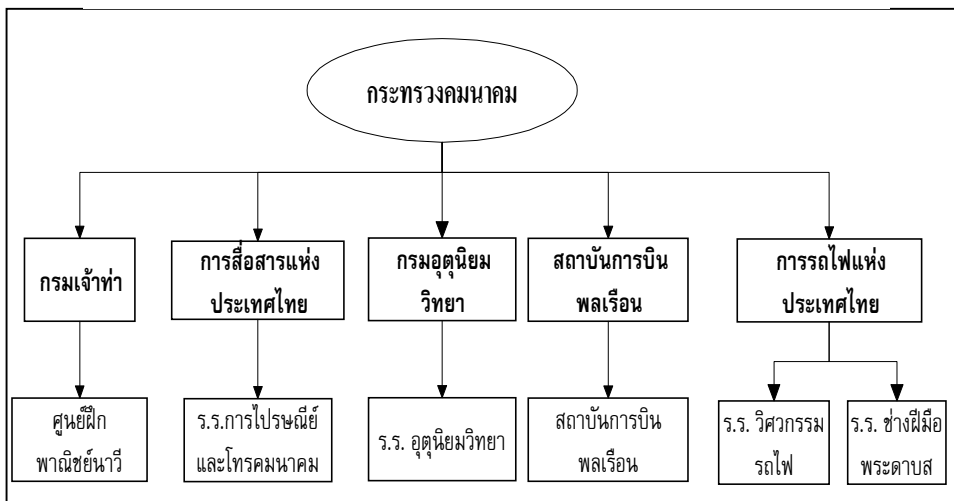 กระทรวงคมนาคม
กรมเจ้าท่า
การสื่อสารแห่ง
ประเทศไทย
กรมอุตุนิยม
วิทยา
สถาบันการบิน
พลเรือน
การรถไฟแห่ง
ประเทศไทย
ศูนย์ฝึก
พาณิชย์นาวี
ร.ร.การไปรษณีย์
และโทรคมนาคม
ร.ร. อุตุนิยมวิทยา
สถาบันการบิน
พลเรือน
ร.ร. วิศวกรรม
รถไฟ
ร.ร. ช่างฝีมือ
พระดาบส